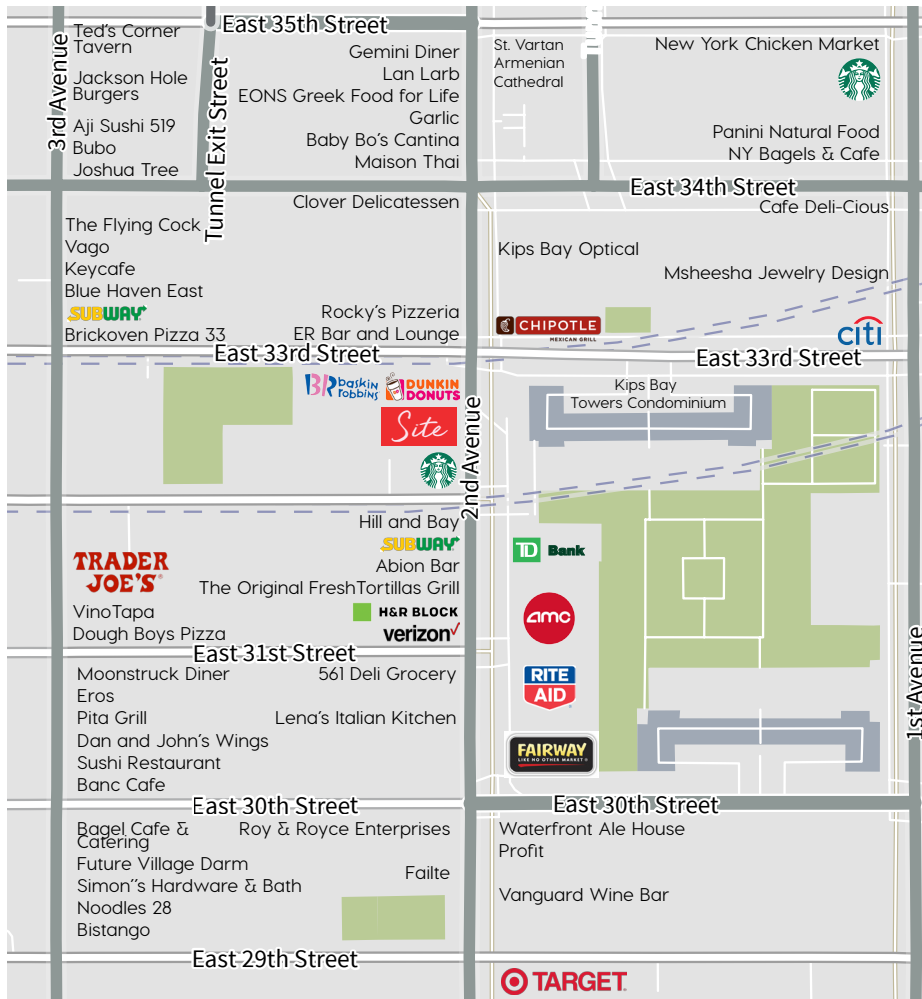 East 35th Street
3rd Avenue
Ted's Corner
Tavern
Jackson Hole
Burgers
Aji Sushi 519
Bubo
Joshua Tree
Tunnel Exit Street
Gemini Diner
Lan Larb
EONS Greek Food for Life
Garlic
Baby Bo's Cantina
Maison Thai
St. Vartan
Armenian
Cathedral
New York Chicken Market
Panini Natural Food
NY Bagels & Cafe
East 34th Street
Clover Delicatessen
The Flying Cock
Vago
Keycafe
Blue Haven East
SUBWAY
Brickoven Pizza 33
Rocky's Pizzeria
ER Bar and Lounge
Cafe Deli-Cious
Kips Bay Optical
Msheesha Jewelry Design
CHIPOTLE
MEXICAN GRILL
citi
East 33rd Street
East 33rd Street
BR baskin
robbins
DUNKIN
DONUTS
Site
2nd Avenue
Kips Bay
Towers Condominium
Hill and Bay
SUBWAY
Abion Bar
The Original FreshTortillas Grill
H&R BLOCK
verizon
TRADER
JOE'S®
VinoTapa
Dough Boys Pizza
TD Bank
amc
RITE
AID
FAIRWAY
LIKE NO OTHER MARKET®
1st Avenue
East 31st Street
Moonstruck Diner
Eros
Pita Grill
Dan and John's Wings
Sushi Restaurant
Banc Cafe
561 Deli Grocery
Lena's Italian Kitchen
East 30th Street
East 30th Street
Bagel Cafe &
Catering
Future Village Darm
Simon"s Hardware & Bath
Noodles 28
Bistango
Roy & Royce Enterprises
Failte
Waterfront Ale House
Profit
Vanguard Wine Bar
East 29th Street
TARGET